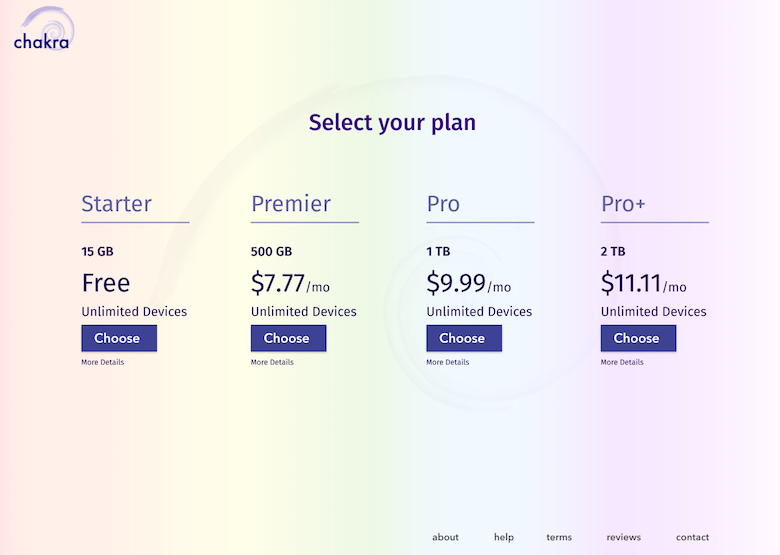 chakra
Select your plan
Starter
15 GB
Free
Unlimited Devices
Choose
More Details
Premier
500 GB
$7.77/mo
Unlimited Devices
Choose
More Details
Pro
1 TB
$9.99/mo
Unlimited Devices
Choose
More Details
Pro+
2 TB
$11.11/mo
Unlimited Devices
Choose
More Details
about help terms reviews contact